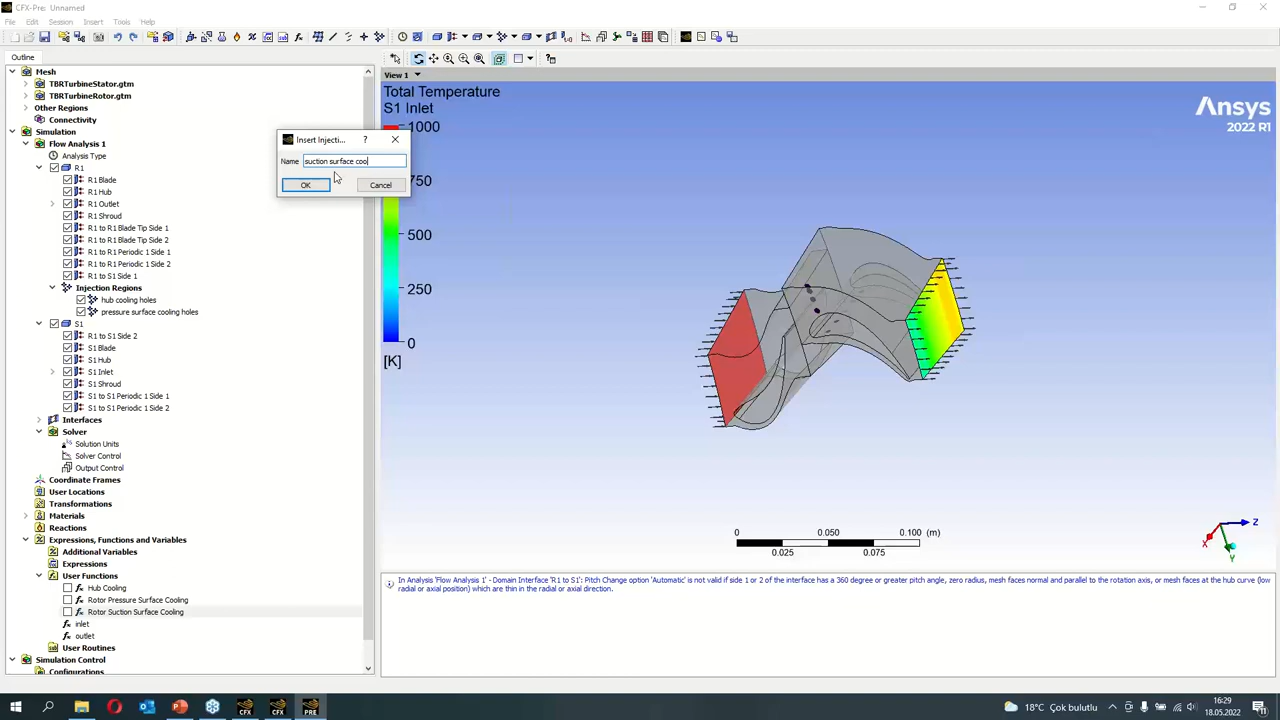 CFX-Pre: Unnamed
File Edit Session Insert Tools Help
Outline
Mesh
TBRTurbineStator.gtm
TBRTurbineRotor.gtm
Other Regions
Connectivity
Simulation
Flow Analysis 1
Analysis Type
R1
R1 Blade
R1 Hub
R1 Outlet
R1 Shroud
R1 to R1 Blade Tip Side 1
R1 to R1 Blade Tip Side 2
R1 to R1 Periodic 1 Side 1
R1 to R1 Periodic 1 Side 2
R1 to S1 Side 1
Injection Regions
hub cooling holes
pressure surface cooling holes
S1
R1 to S1 Side 2
S1 Blade
S1 Hub
S1 Inlet
S1 Shroud
S1 to S1 Periodic 1 Side 1
S1 to S1 Periodic 1 Side 2
Interfaces
Solver
Solution Units
Solver Control
Output Control
Coordinate Frames
User Locations
Transformations
Materials
Reactions
Expressions, Functions and Variables
Additional Variables
Expressions
User Functions
Hub Cooling
Rotor Pressure Surface Cooling
Rotor Suction Surface Cooling
inlet
outlet
User Routines
Simulation Control
Configurations
Insert Injecti...
Name suction surface coo
OK Cancel
View 1
Total Temperature
S1 Inlet
1000
750
500
250
0
[K]
Ansys
2022 R1
0 0.050 0.100 (m)
0.025 0.075
Z
X
Y
In Analysis 'Flow Analysis 1' - Domain Interface 'R1 to S1': Pitch Change option 'Automatic' is not valid if side 1 or 2 of the interface has a 360 degree or greater pitch angle, zero radius, mesh faces normal and parallel to the rotation axis, or mesh faces at the hub curve (low
radial or axial position) which are thin in the radial or axial direction.
CFX CFX PRE
18°C Çok bulutlu
16:29
18.05.2022